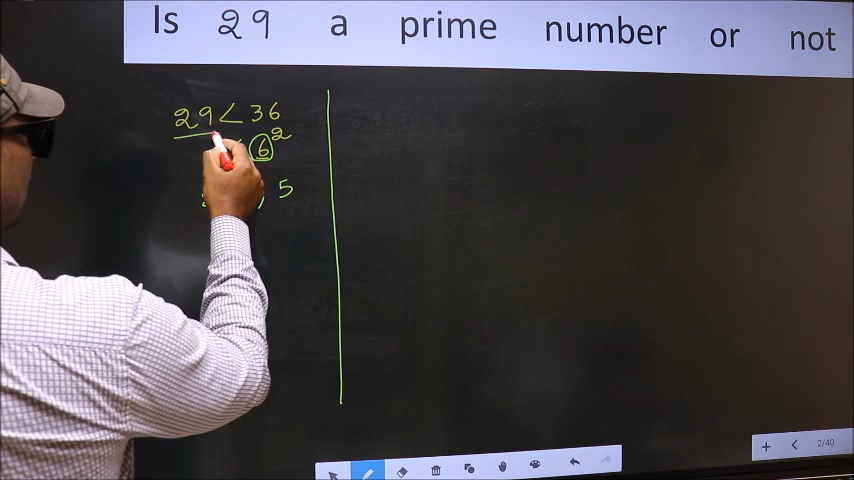 Is 29 a prime number or not
29 < 36
6²
, 5
2/40